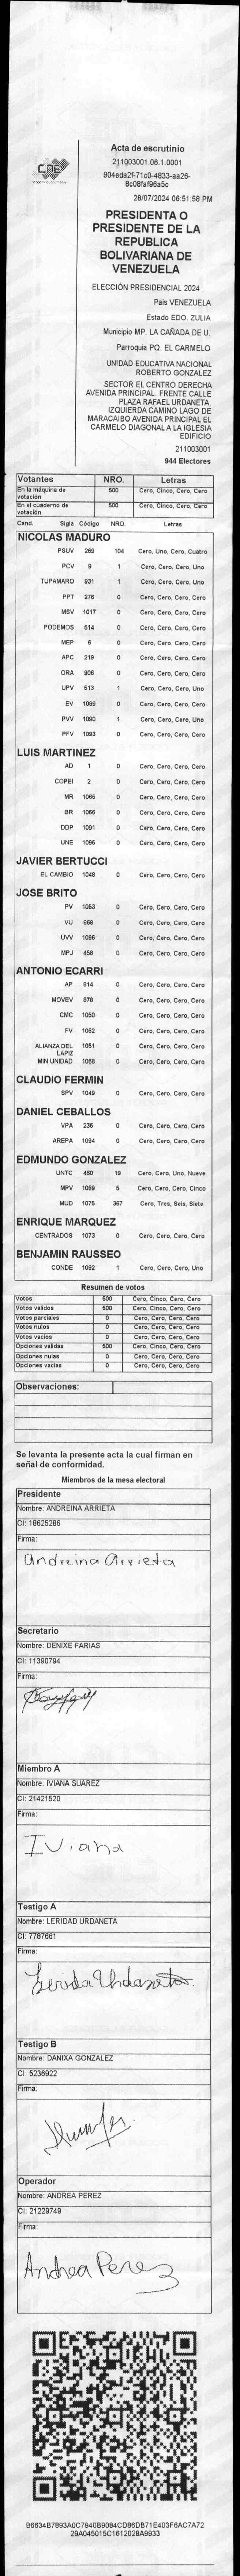 CNE
Acta de escrutinio
211003001.06.1.0001
904eda2f-71c0-4833-aa26-
8c08faf96a5c
28/07/2024 06:51:58 PM
PRESIDENTA O
PRESIDENTE DE LA
REPUBLICA
BOLIVARIANA DE
VENEZUELA
ELECCIÓN PRESIDENCIAL 2024
Pais VENEZUELA
Estado EDO. ZULIA
Municipio MP. LA CAÑADA DE U.
Parroquia PQ. EL CARMELO
UNIDAD EDUCATIVA NACIONAL
ROBERTO GONZALEZ
SECTOR EL CENTRO DERECHA
AVENIDA PRINCIPAL. FRENTE CALLE
PLAZA RAFAEL URDANETA.
IZQUIERDA CAMINO LAGO DE
MARACAIBO AVENIDA PRINCIPAL EL
CARMELO DIAGONAL A LA IGLESIA
EDIFICIO
211003001
944 Electores
Votantes NRO. Letras
En la máquina de votación 500 Cero, Cinco, Cero, Cero
En el cuaderno de votación 500 Cero, Cinco, Cero, Cero
Cand. Sigla Código NRO. Letras
NICOLAS MADURO
PSUV 269 104 Cero, Uno, Cero, Cuatro
PCV 9 1 Cero, Cero, Cero, Uno
TUPAMARO 931 1 Cero, Cero, Cero, Uno
PPT 276 0 Cero, Cero, Cero, Cero
MSV 1017 0 Cero, Cero, Cero, Cero
PODEMOS 514 0 Cero, Cero, Cero, Cero
MEP 6 0 Cero, Cero, Cero, Cero
APC 219 0 Cero, Cero, Cero, Cero
ORA 906 0 Cero, Cero, Cero, Cero
UPV 513 1 Cero, Cero, Cero, Uno
EV 1089 0 Cero, Cero, Cero, Cero
PVV 1090 1 Cero, Cero, Cero, Uno
PFV 1093 0 Cero, Cero, Cero, Cero
LUIS MARTINEZ
AD 1 0 Cero, Cero, Cero, Cero
COPEI 2 0 Cero, Cero, Cero, Cero
MR 1065 0 Cero, Cero, Cero, Cero
BR 1066 0 Cero, Cero, Cero, Cero
DDP 1091 0 Cero, Cero, Cero, Cero
UNE 1095 0 Cero, Cero, Cero, Cero
JAVIER BERTUCCI
EL CAMBIO 1048 0 Cero, Cero, Cero, Cero
JOSE BRITO
PV 1053 0 Cero, Cero, Cero, Cero
VU 868 0 Cero, Cero, Cero, Cero
UVV 1096 0 Cero, Cero, Cero, Cero
MPJ 458 0 Cero, Cero, Cero, Cero
ANTONIO ECARRI
AP 814 0 Cero, Cero, Cero, Cero
MOVEV 878 0 Cero, Cero, Cero, Cero
CMC 1050 0 Cero, Cero, Cero, Cero
FV 1062 0 Cero, Cero, Cero, Cero
ALIANZA DEL LAPIZ 1051 0 Cero, Cero, Cero, Cero
MIN UNIDAD 1068 0 Cero, Cero, Cero, Cero
CLAUDIO FERMIN
SPV 1049 0 Cero, Cero, Cero, Cero
DANIEL CEBALLOS
VPA 236 0 Cero, Cero, Cero, Cero
AREPA 1094 0 Cero, Cero, Cero, Cero
EDMUNDO GONZALEZ
UNTC 460 19 Cero, Cero, Uno, Nueve
MPV 1069 5 Cero, Cero, Cero, Cinco
MUD 1075 367 Cero, Tres, Seis, Siete
ENRIQUE MARQUEZ
CENTRADOS 1073 0 Cero, Cero, Cero, Cero
BENJAMIN RAUSSEO
CONDE 1092 1 Cero, Cero, Cero, Uno
Resumen de votos
Votos 500 Cero, Cinco, Cero, Cero
Votos validos 500 Cero, Cinco, Cero, Cero
Votos parciales 0 Cero, Cero, Cero, Cero
Votos nulos 0 Cero, Cero, Cero, Cero
Votos vacios 0 Cero, Cero, Cero, Cero
Opciones validas 500 Cero, Cinco, Cero, Cero
Opciones nulas 0 Cero, Cero, Cero, Cero
Opciones vacias 0 Cero, Cero, Cero, Cero
Observaciones:
Se levanta la presente acta la cual firman en
señal de conformidad.
Miembros de la mesa electoral
Presidente
Nombre: ANDREINA ARRIETA
CI: 18625286
Firma:
Andreina Arrieta
Secretario
Nombre: DENIXE FARIAS
CI: 11390794
Firma:
Miembro A
Nombre: IVIANA SUAREZ
CI: 21421520
Firma:
Iviana
Testigo A
Nombre: LERIDAD URDANETA
CI: 7787661
Firma:
Testigo B
Nombre: DANIXA GONZALEZ
CI: 5236922
Firma:
Operador
Nombre: ANDREA PEREZ
CI: 21229749
Firma:
Andrea Perez
B6634B7893A0C7940B9084CD86DB71E403F6AC7A72
29A045015C1612028A9933